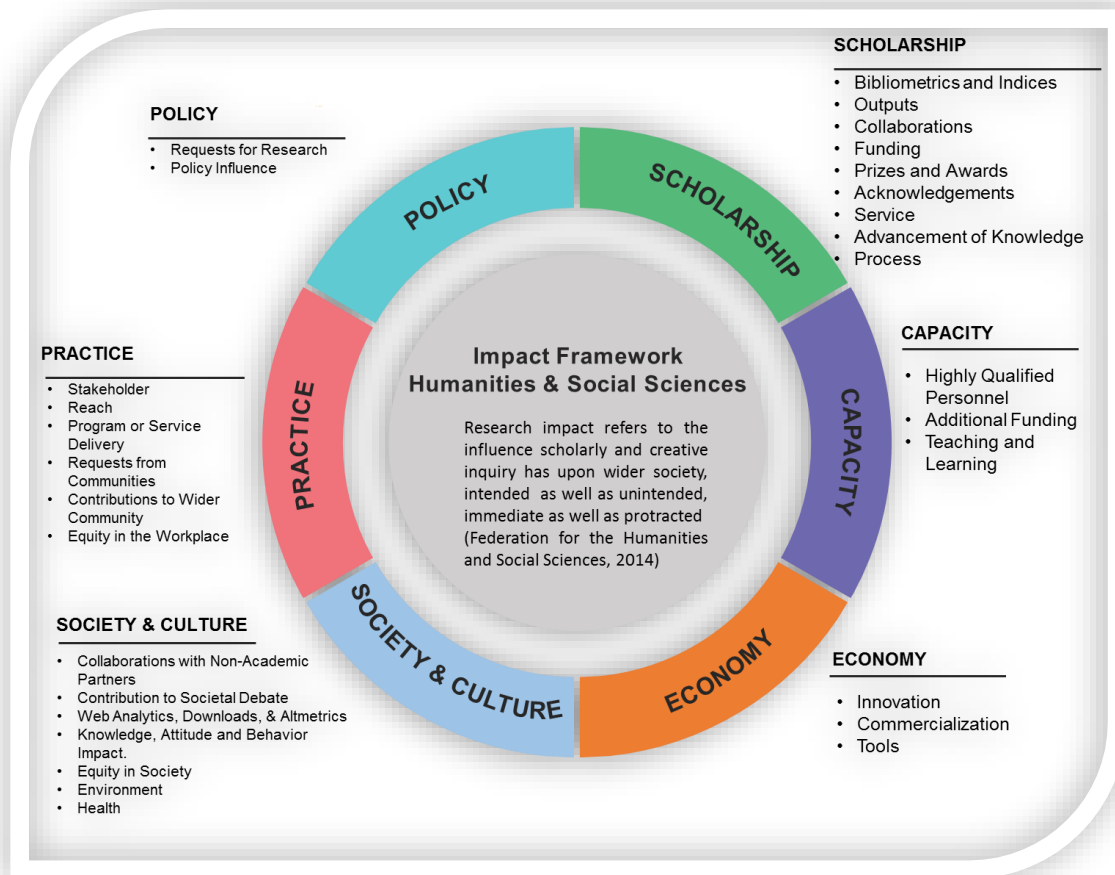 POLICY
• Requests for Research
• Policy Influence
SCHOLARSHIP
• Bibliometrics and Indices
• Outputs
• Collaborations
• Funding
• Prizes and Awards
• Acknowledgements
• Service
• Advancement of Knowledge
• Process
PRACTICE
• Stakeholder
• Reach
• Program or Service
Delivery
• Requests from
Communities
• Contributions to Wider
Community
• Equity in the Workplace
CAPACITY
• Highly Qualified
Personnel
• Additional Funding
• Teaching and
Learning
SOCIETY & CULTURE
• Collaborations with Non-Academic
Partners
• Contribution to Societal Debate
• Web Analytics, Downloads, & Altmetrics
• Knowledge, Attitude and Behavior
Impact.
• Equity in Society
• Environment
• Health
ECONOMY
• Innovation
• Commercialization
• Tools
POLICY
SCHOLARSHIP
CAPACITY
ECONOMY
SOCIETY & CULTURE
PRACTICE
Impact Framework
Humanities & Social Sciences
Research impact refers to the
influence scholarly and creative
inquiry has upon wider society,
intended as well as unintended,
immediate as well as protracted
(Federation for the Humanities
and Social Sciences, 2014)